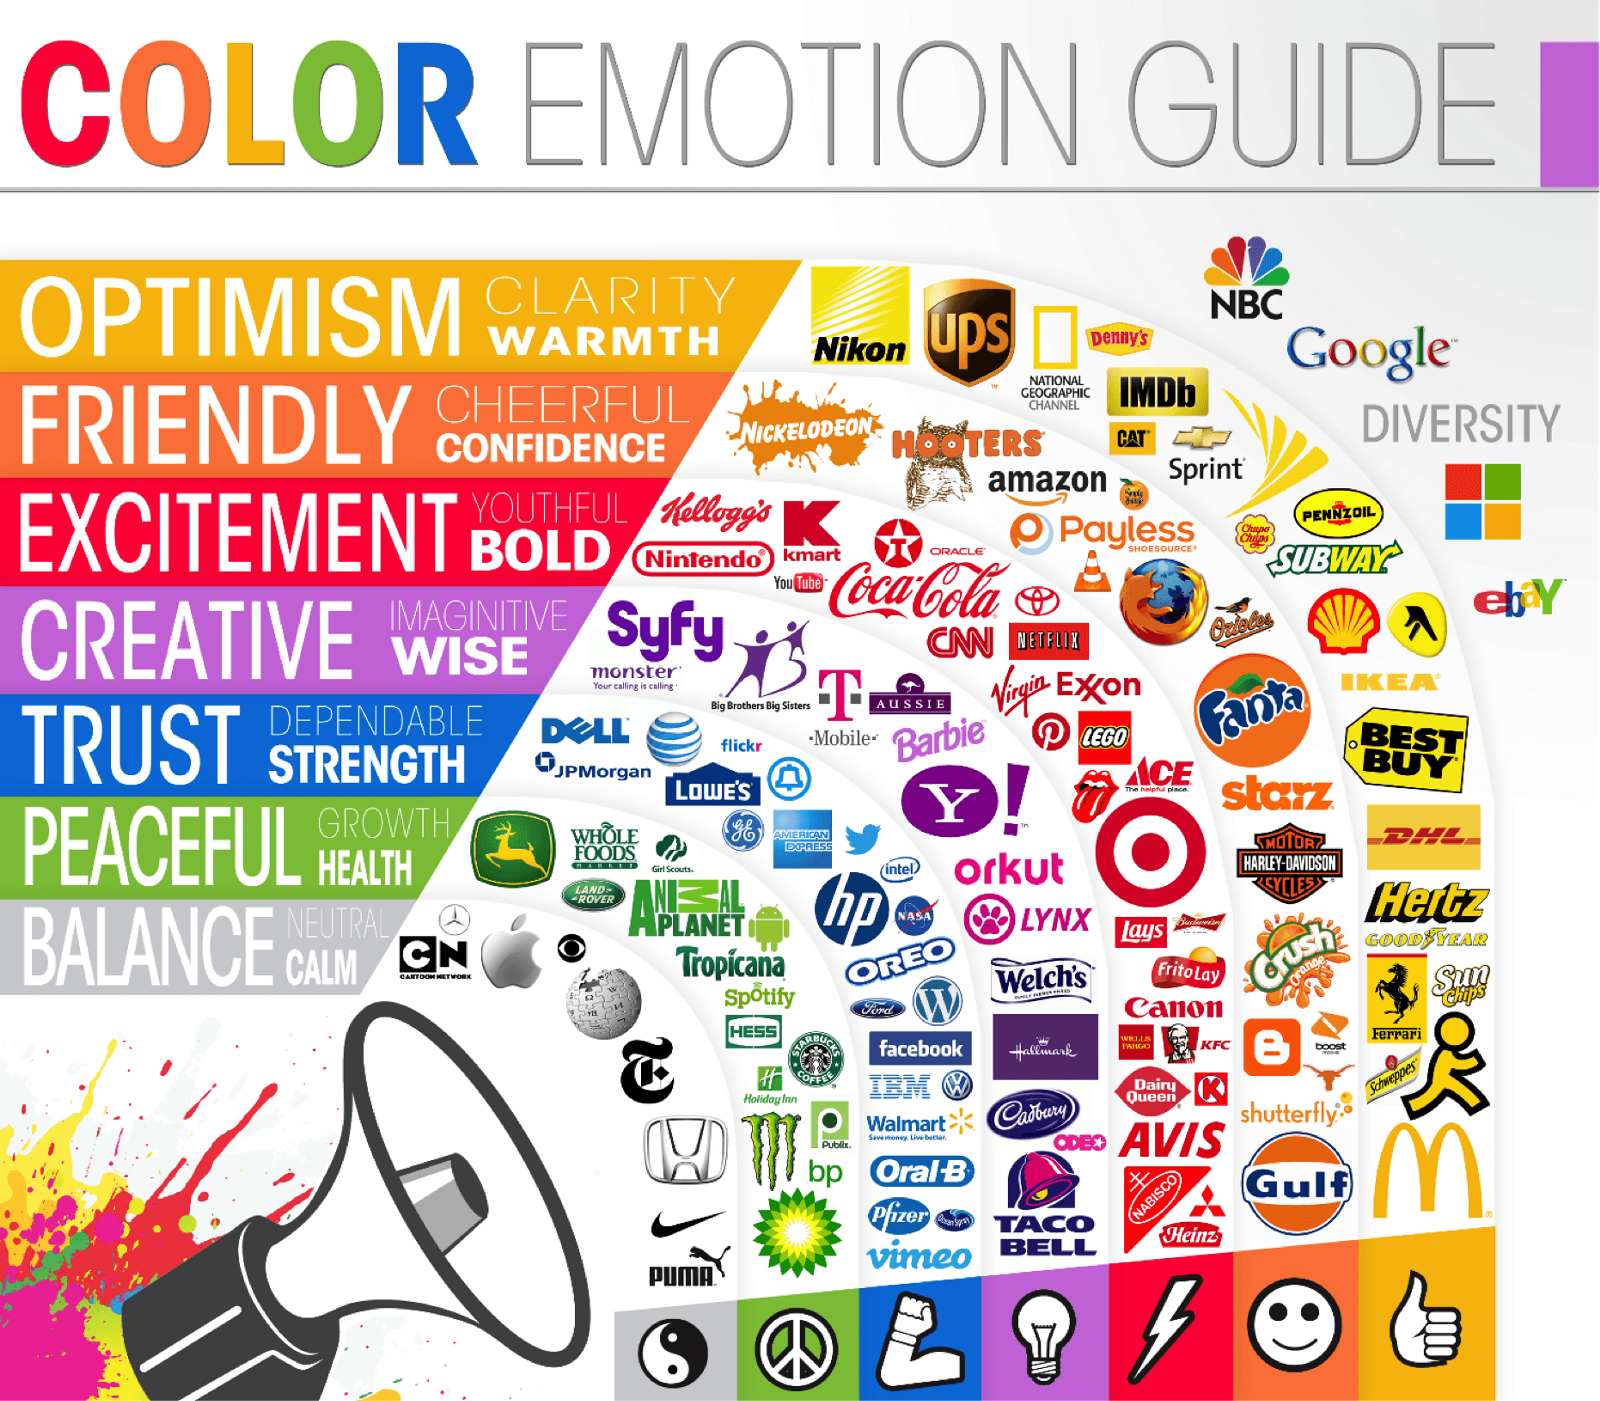 COLOR EMOTION GUIDE
OPTIMISM CLARITY WARMTH
FRIENDLY CHEERFUL CONFIDENCE
EXCITEMENT YOUTHFUL BOLD
CREATIVE IMAGINITIVE WISE
TRUST DEPENDABLE STRENGTH
PEACEFUL GROWTH HEALTH
BALANCE NEUTRAL CALM
NBC
Google
DIVERSITY
ebaY
Nikon
ups
NATIONAL
GEOGRAPHIC
CHANNEL
Denny's
IMDb
CAT
Sprint
PENNZOIL
Chupa
Chups
SUBWAY
IKEA
BEST
BUY
DHL
Hertz
GOODYEAR
Ferrari
Sun
Chips
Schweppes
NICKELODEON
HOOTERS
amazon
Simply
Orange
Payless
SHOESOURCE
Orioles
Fanta
starz
MOTOR
HARLEY-DAVIDSON
CYCLES
Crush
Orange
boost
mobile
shutterfly
Gulf
Kellogg's
kmart
Nintendo
YouTube
T
ORACLE
Coca-Cola
CNN
NETFLIX
Virgin
Exxon
LEGO
ACE
The helpful place.
Lays
Budweiser
FritoLay
Canon
WELLS
FARGO
KFC
Dairy
Queen
K
AVIS
NABISCO
Heinz
Syfy
monster
Your calling is calling
Big Brothers Big Sisters
T
Mobile
AUSSIE
Barbie
Y!
orkut
LYNX
Welch's
Hallmark
Cadbury
ODEO
TACO
BELL
DELL
AT&T
flickr
JPMorgan
LOWE'S
GE
AMERICAN
EXPRESS
intel
hp
NASA
OREO
Ford
W
facebook
IBM
VW
Walmart
Save money. Live better.
Oral-B
Pfizer
Ocean Spray
vimeo
WHOLE
FOODS
MARKET
Girl Scouts
LAND-
ROVER
ANIMAL
PLANET
Tropicana
Spotify
HESS
STARBUCKS
COFFEE
H
Holiday Inn
P
Publix.
bp
CN
CARTOON NETWORK
T
PUMA